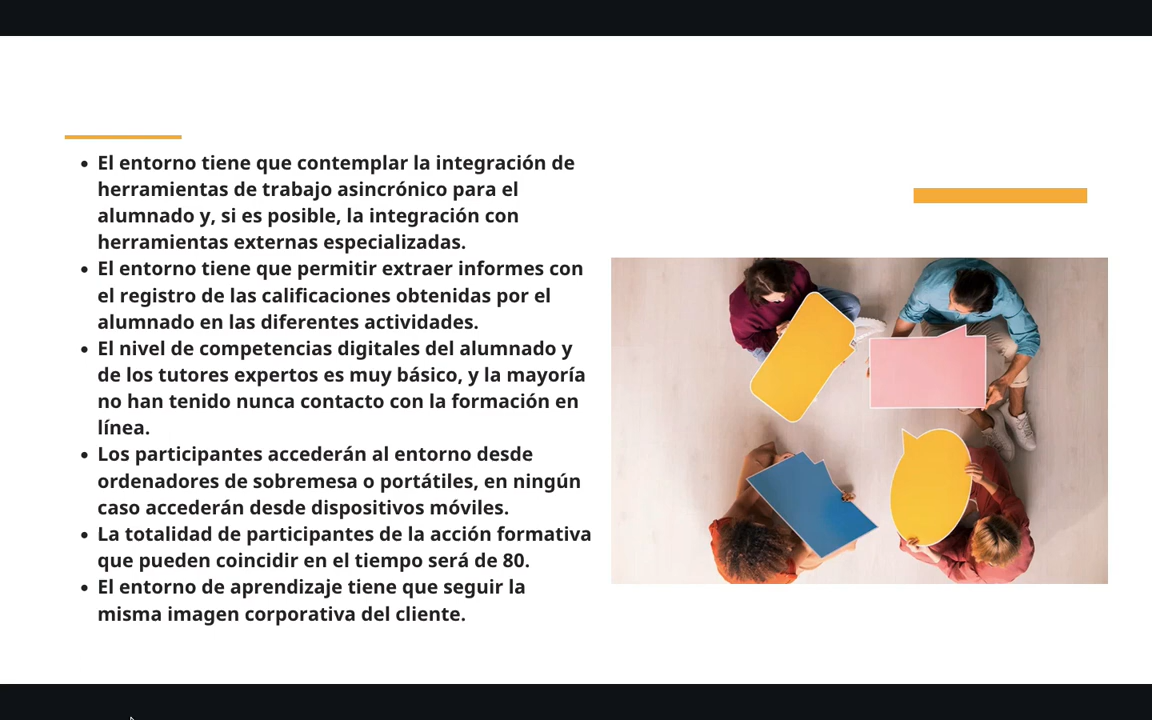 • El entorno tiene que contemplar la integración de
herramientas de trabajo asincrónico para el
alumnado y, si es posible, la integración con
herramientas externas especializadas.
• El entorno tiene que permitir extraer informes con
el registro de las calificaciones obtenidas por el
alumnado en las diferentes actividades.
• El nivel de competencias digitales del alumnado y
de los tutores expertos es muy básico, y la mayoría
no han tenido nunca contacto con la formación en
línea.
• Los participantes accederán al entorno desde
ordenadores de sobremesa o portátiles, en ningún
caso accederán desde dispositivos móviles.
• La totalidad de participantes de la acción formativa
que pueden coincidir en el tiempo será de 80.
• El entorno de aprendizaje tiene que seguir la
misma imagen corporativa del cliente.